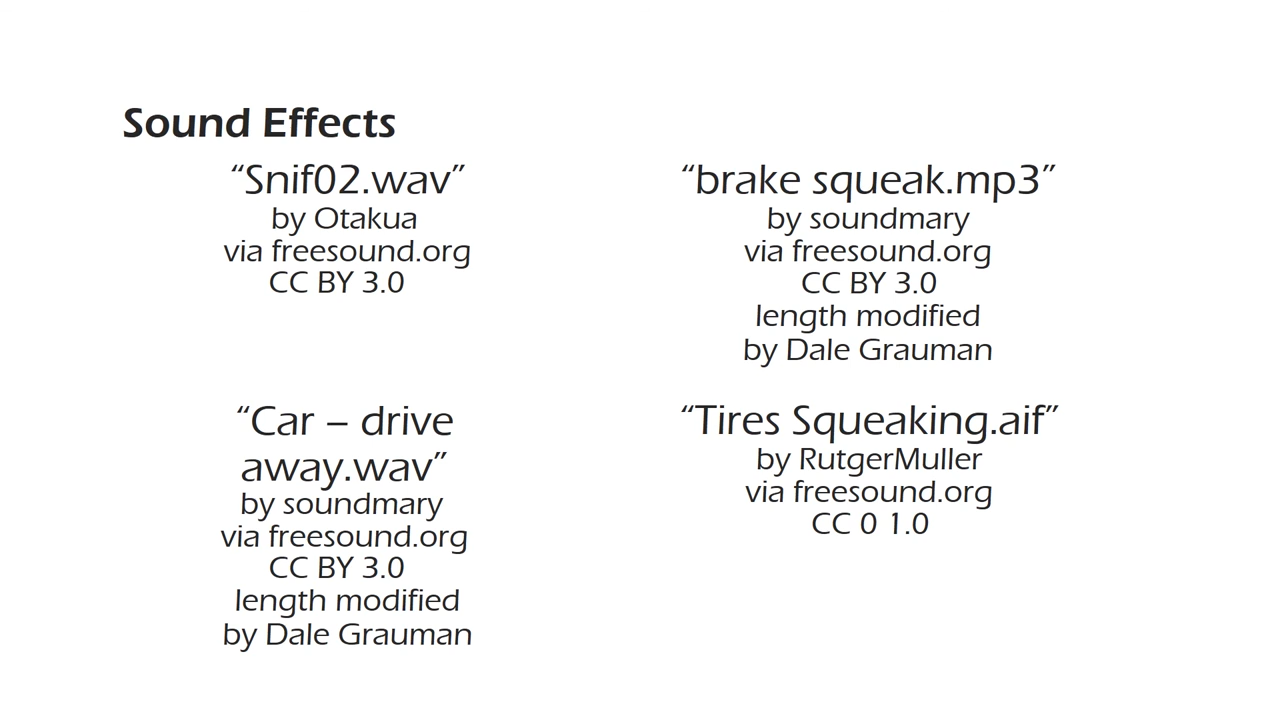 Sound Effects
“Snif02.wav”
by Otakua
via freesound.org
CC BY 3.0
“brake squeak.mp3”
by soundmary
via freesound.org
CC BY 3.0
length modified
by Dale Grauman
“Car – drive
away.wav”
by soundmary
via freesound.org
CC BY 3.0
length modified
by Dale Grauman
“Tires Squeaking.aif”
by RutgerMuller
via freesound.org
CC 0 1.0